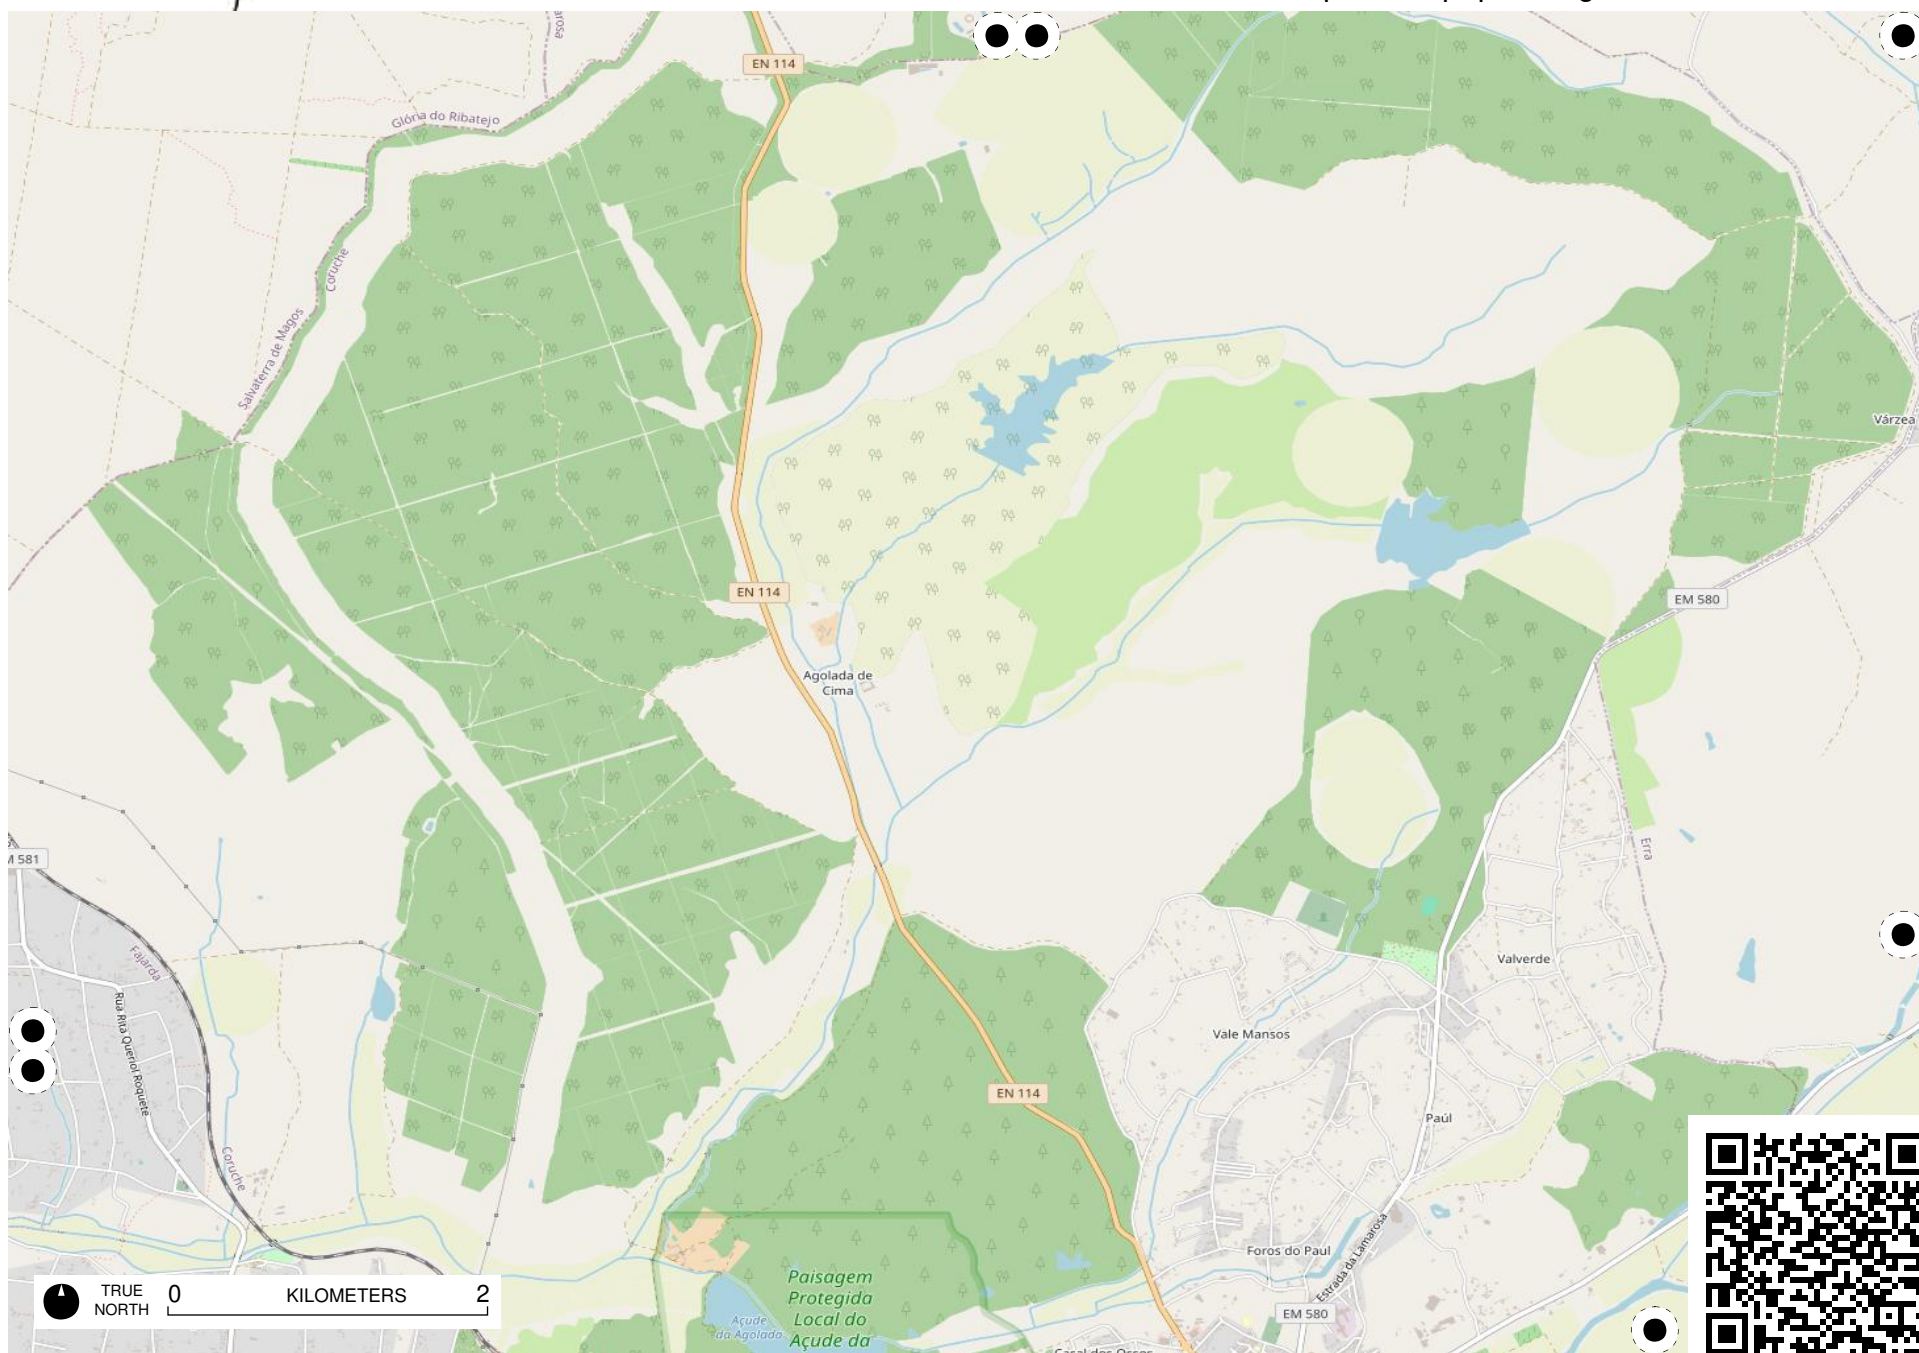 EN 114
Glória do Ribatejo
Coruche
Salvaterra de Magos
Várzea
EN 114
EM 580
Agolada de
Cima
Erra
M 581
Fajarda
Rua Rita Queriol Roquete
Valverde
Vale Mansos
EN 114
Paúl
Coruche
Foros do Paul
Estrada da Lamarosa
TRUE
NORTH
0 KILOMETERS 2
Paisagem
Protegida
Local do
Açude da
Açude
da Agolada
EM 580